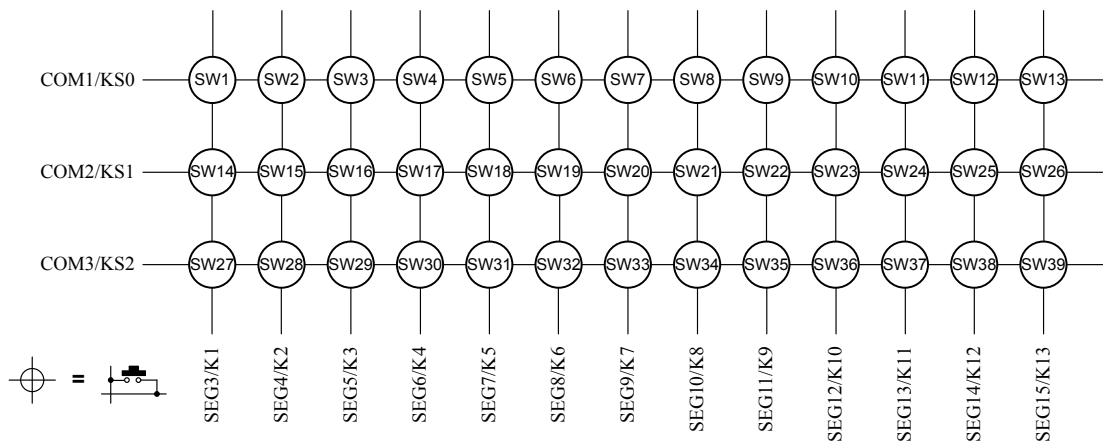 COM1/KS0 SW1 SW2 SW3 SW4 SW5 SW6 SW7 SW8 SW9 SW10 SW11 SW12 SW13
COM2/KS1 SW14 SW15 SW16 SW17 SW18 SW19 SW20 SW21 SW22 SW23 SW24 SW25 SW26
COM3/KS2 SW27 SW28 SW29 SW30 SW31 SW32 SW33 SW34 SW35 SW36 SW37 SW38 SW39
=
SEG3/K1
SEG4/K2
SEG5/K3
SEG6/K4
SEG7/K5
SEG8/K6
SEG9/K7
SEG10/K8
SEG11/K9
SEG12/K10
SEG13/K11
SEG14/K12
SEG15/K13